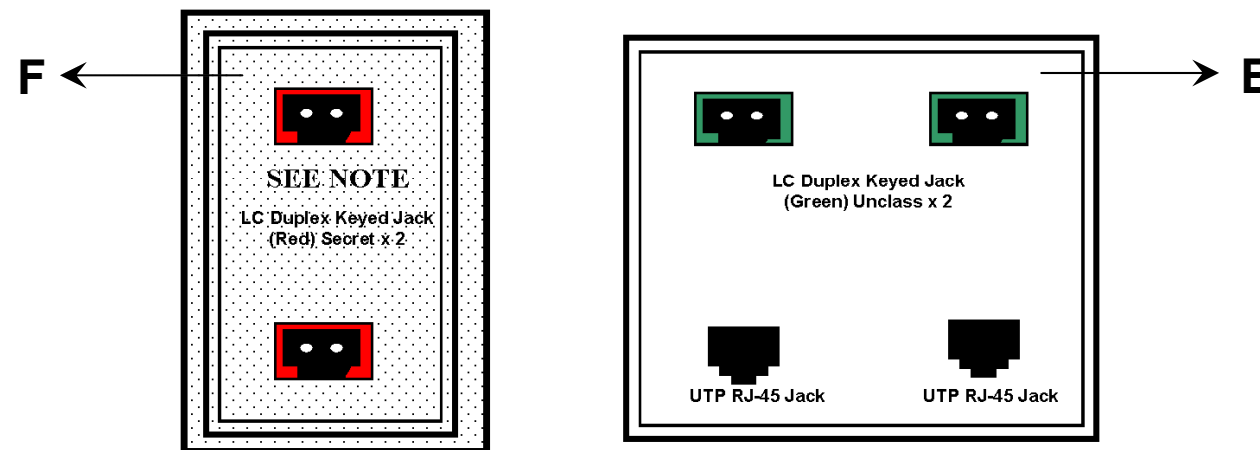 F
SEE NOTE
LC Duplex Keyed Jack
(Red) Secret x 2
LC Duplex Keyed Jack
(Green) Unclass x 2
UTP RJ-45 Jack
UTP RJ-45 Jack